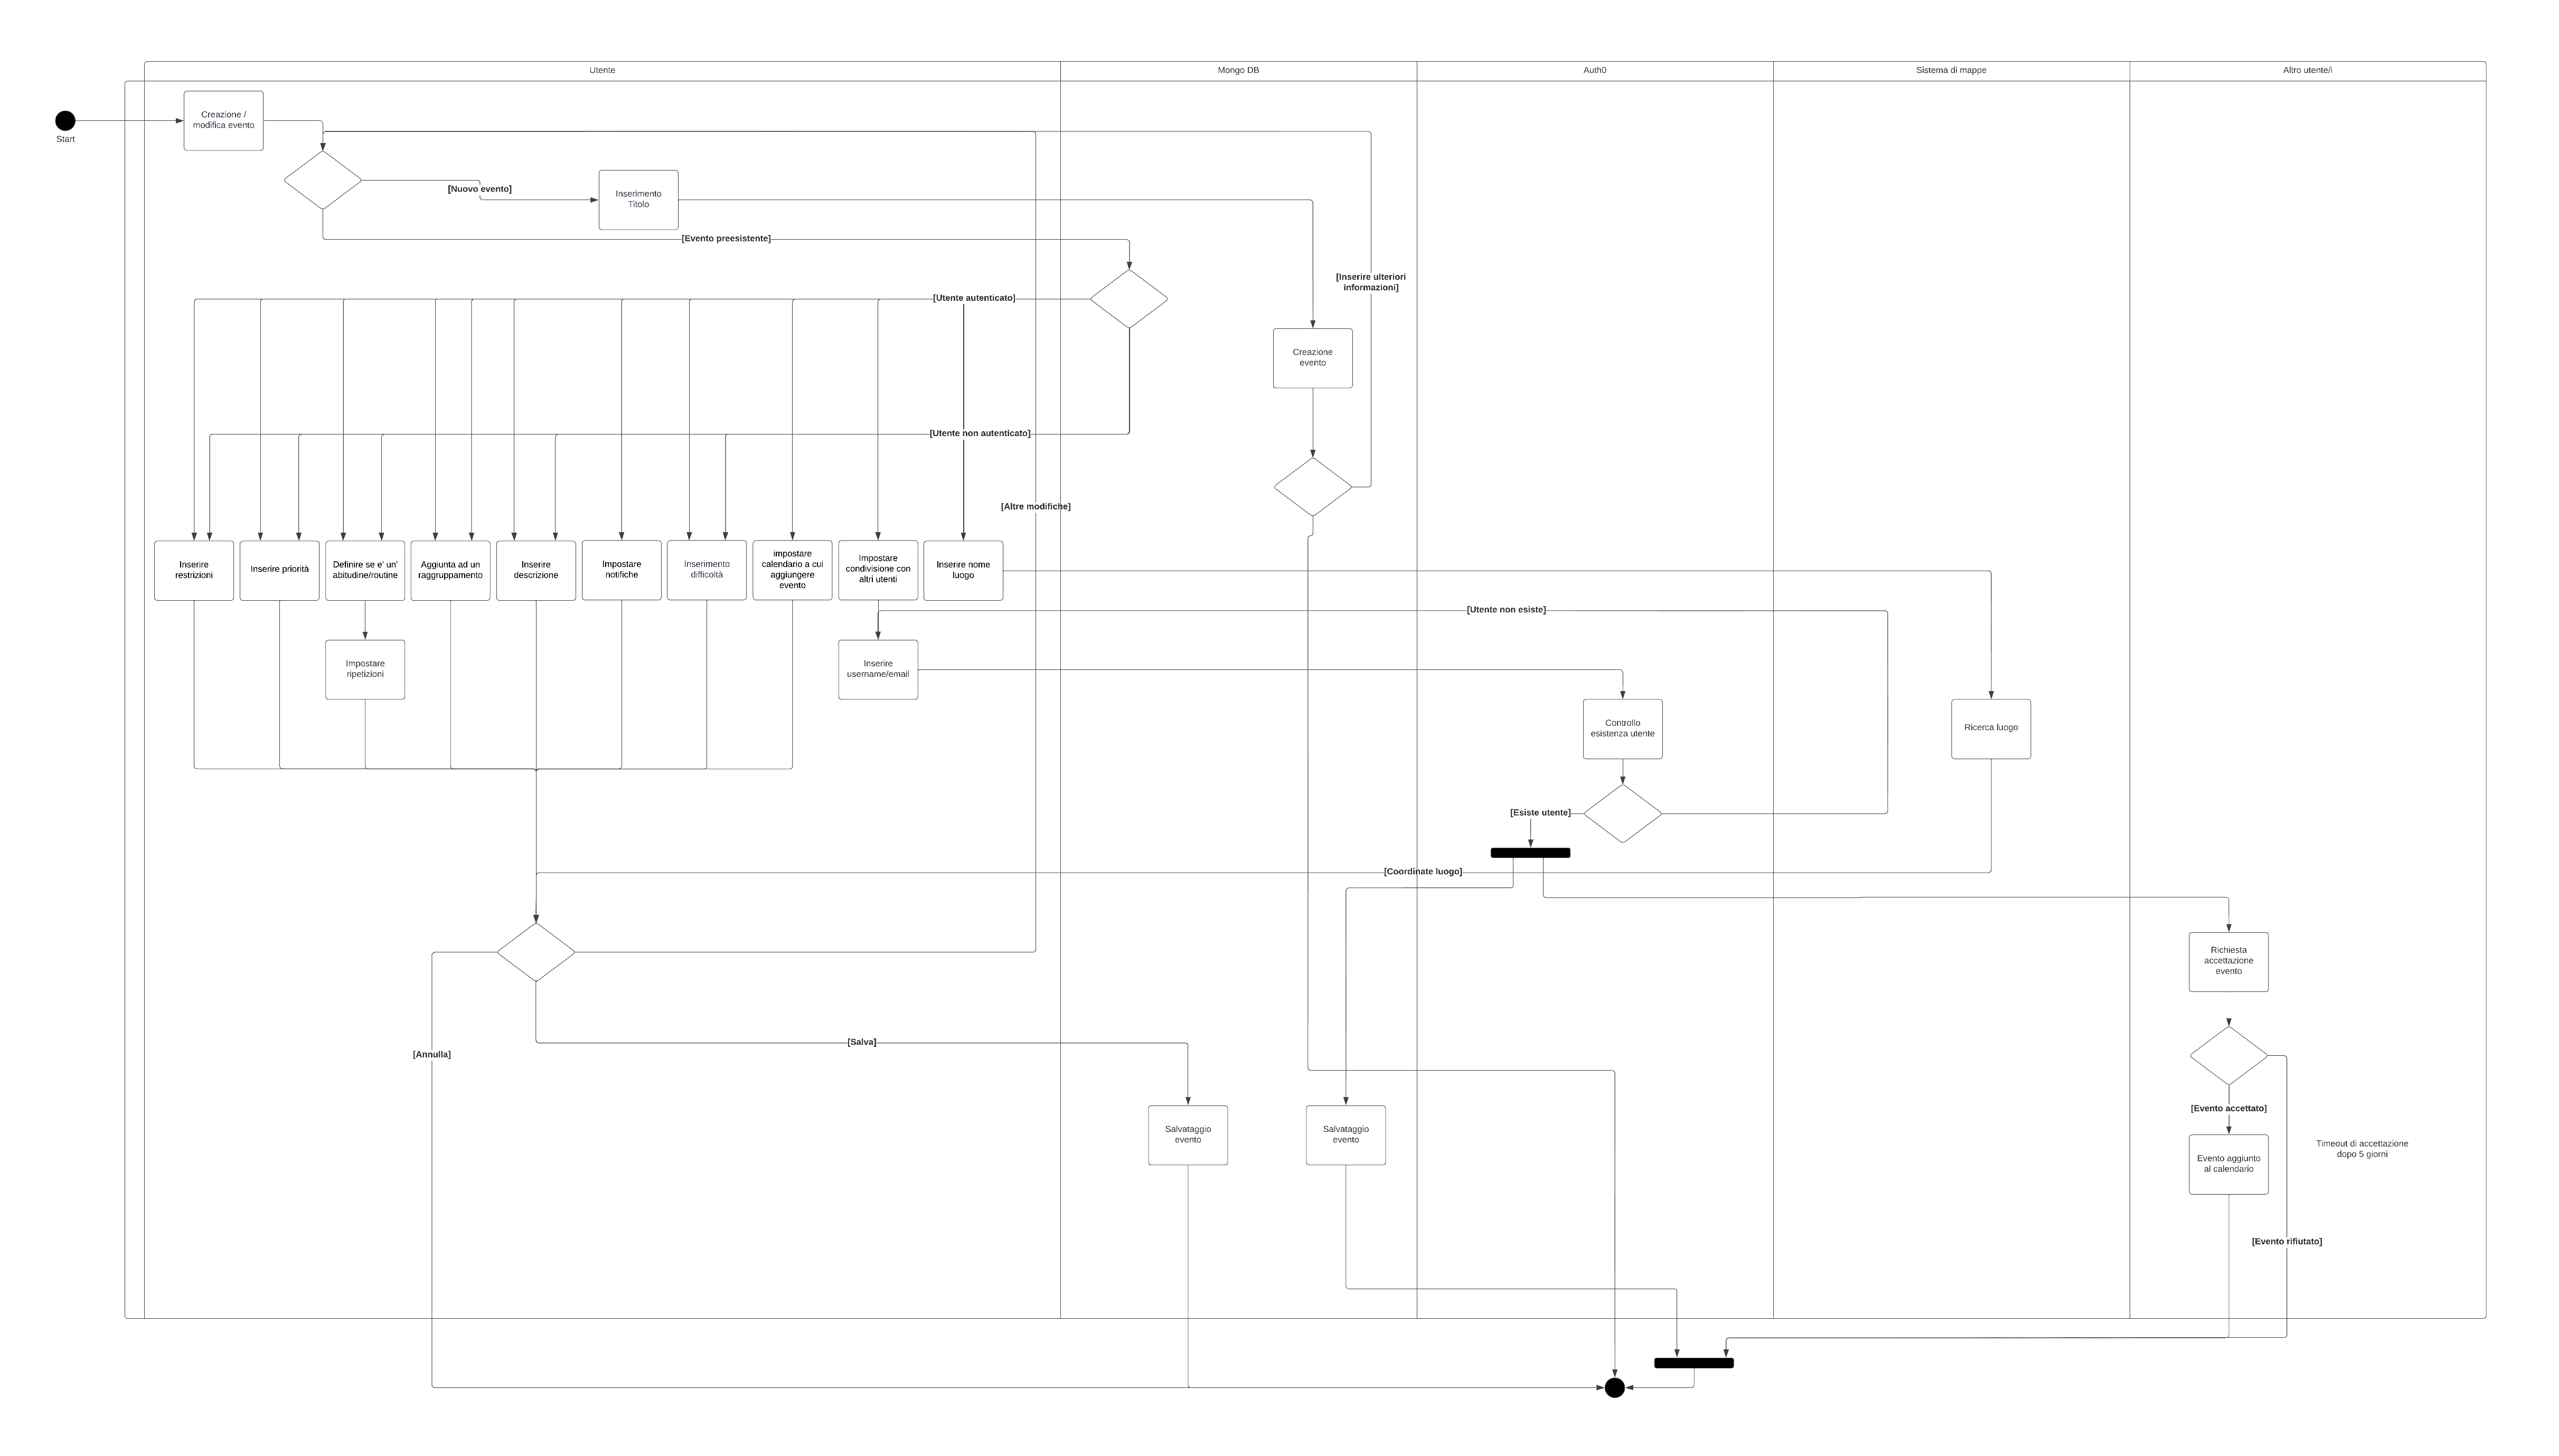 Utente
Mongo DB
Auth0
Sistema di mappe
Altro utente/i
Start
Creazione /
modifica evento
[Nuovo evento]
Inserimento
Titolo
[Evento preesistente]
[Inserire ulteriori
informazioni]
[Utente autenticato]
Creazione
evento
[Utente non autenticato]
[Altre modifiche]
Inserire
restrizioni
Inserire priorità
Definire se e' un'
abitudine/routine
Aggiunta ad un
raggruppamento
Inserire
descrizione
Impostare
notifiche
Inserimento
difficoltà
impostare
calendario a cui
aggiungere
evento
Impostare
condivisione con
altri utenti
Inserire nome
luogo
[Utente non esiste]
Impostare
ripetizioni
Inserire
username/email
Controllo
esistenza utente
Ricerca luogo
[Esiste utente]
[Coordinate luogo]
Richiesta
accettazione
evento
[Salva]
[Annulla]
Salvataggio
evento
Salvataggio
evento
[Evento accettato]
Evento aggiunto
al calendario
Timeout di accettazione
dopo 5 giorni
[Evento rifiutato]